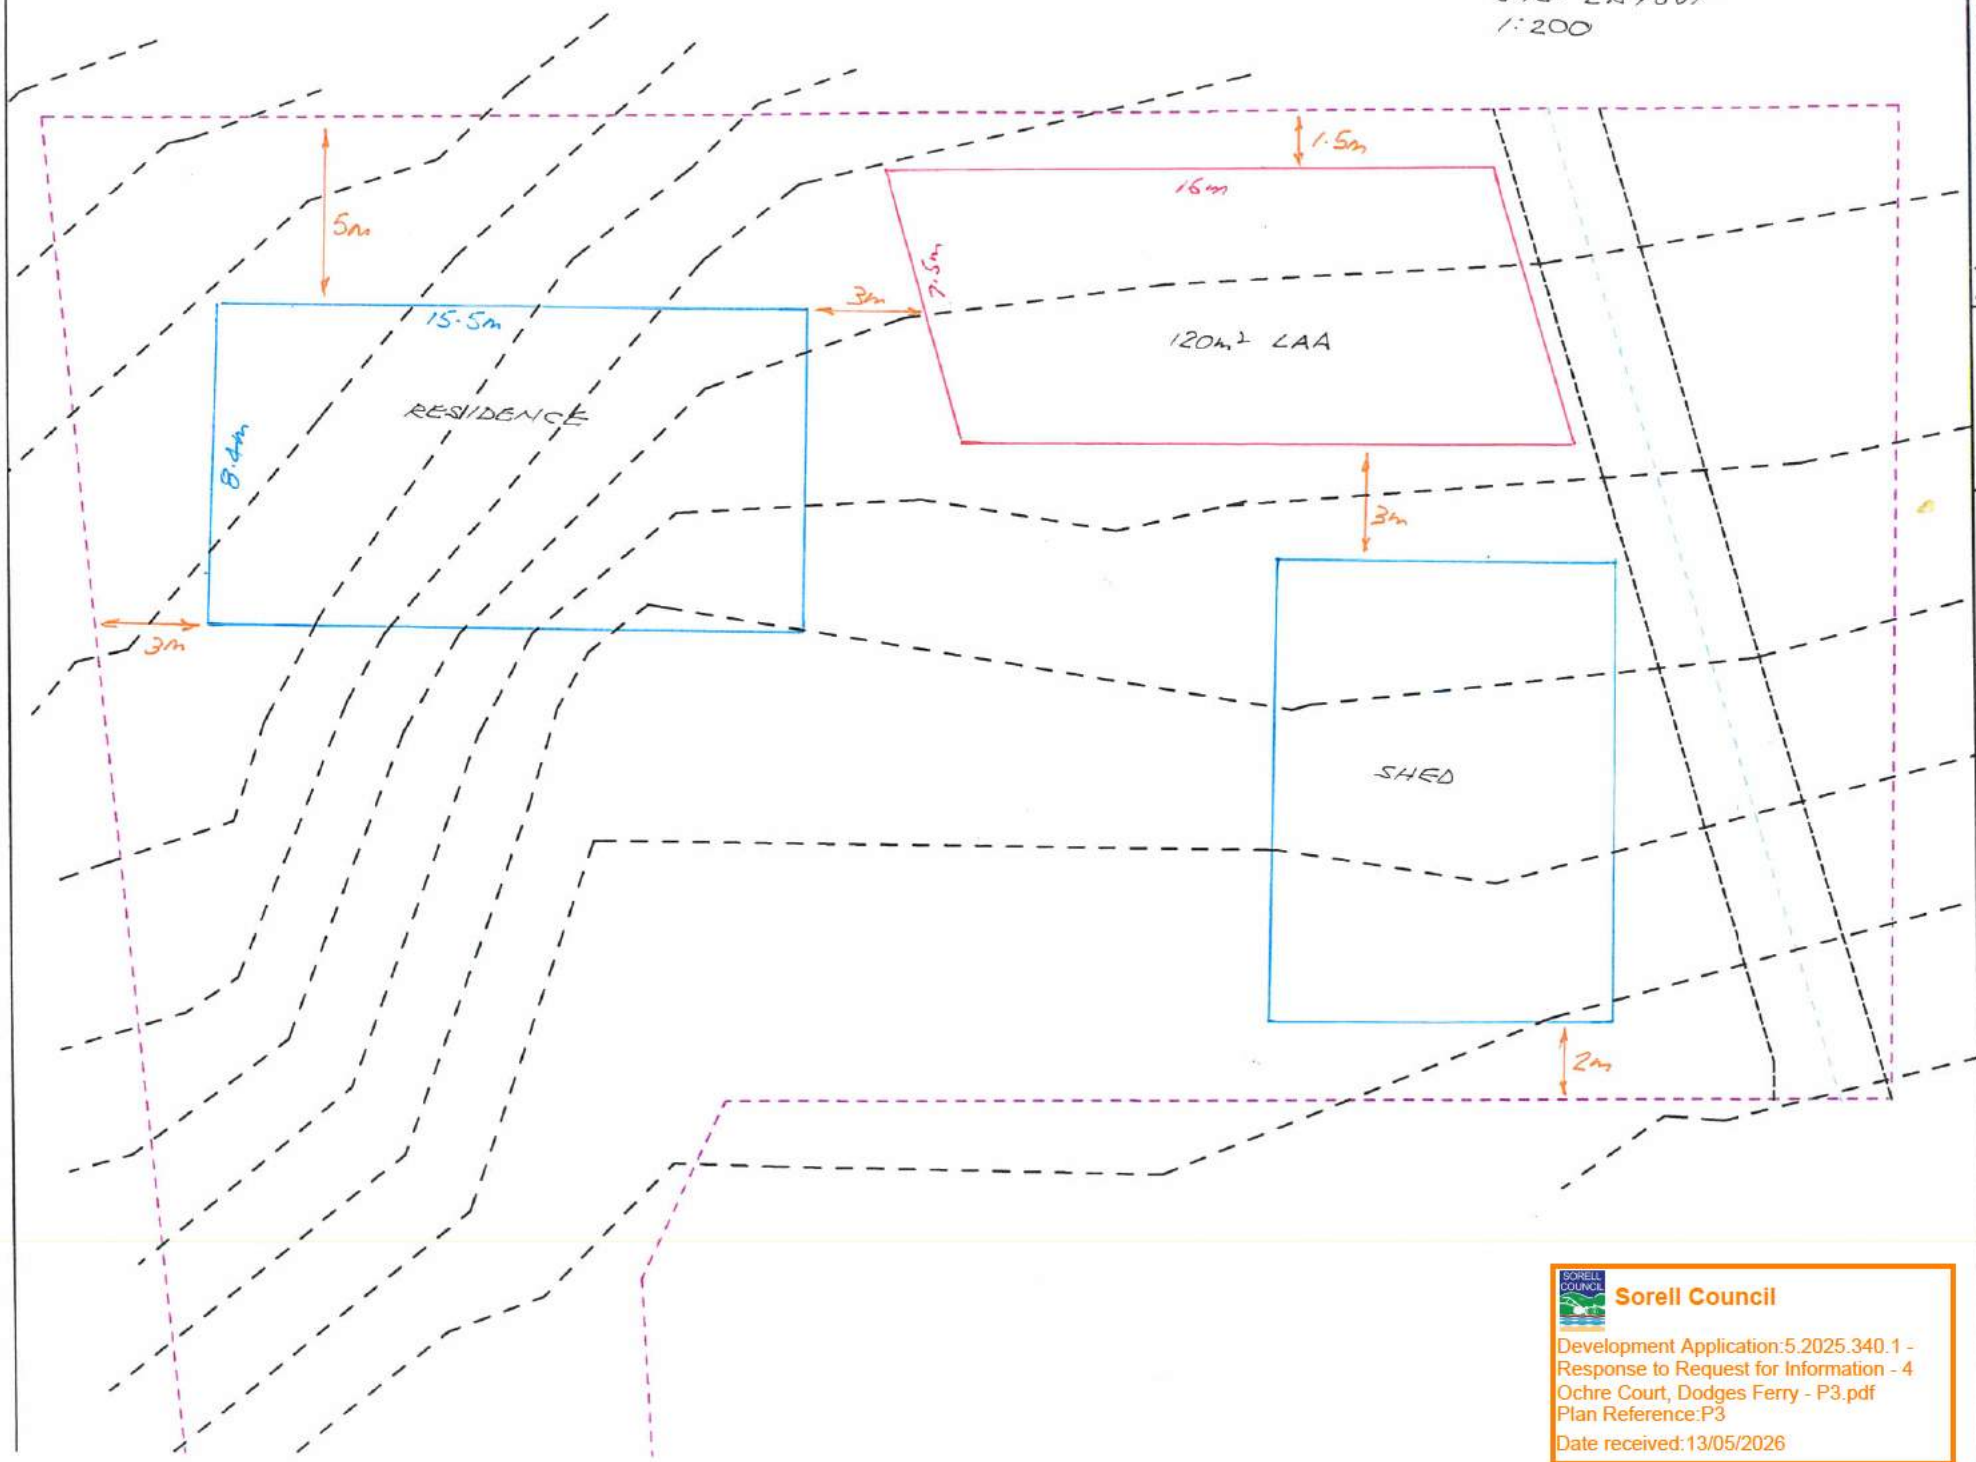 1:200
1.5m
16m
5m
7.5m
3m
15.5m
120m² LAA
RESIDENCE
8.4m
3m
3m
SHED
2m
SORELL
COUNCIL
Sorell Council
Development Application:5.2025.340.1 -
Response to Request for Information - 4
Ochre Court, Dodges Ferry - P3.pdf
Plan Reference:P3
Date received:13/05/2026